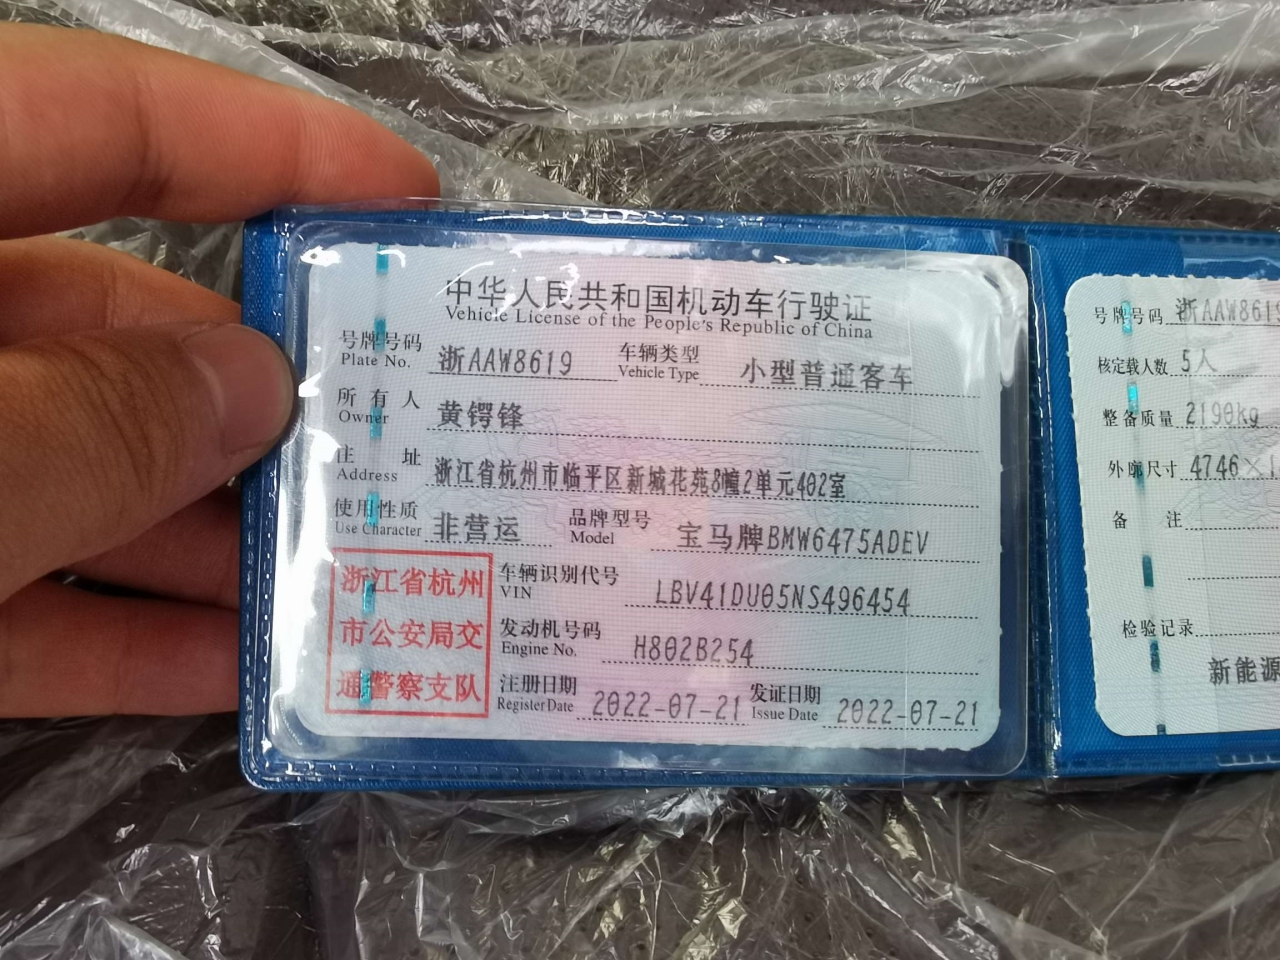 中华人民共和国机动车行驶证
Vehicle License of the People's Republic of China
号牌号码 浙AAW8619 车辆类型 小型普通客车
Plate No. Vehicle Type
所有人 黄锷锋
Owner
住址 浙江省杭州市临平区新城花苑8幢2单元402室
Address
使用性质 非营运 品牌型号 宝马牌BMW6475ADEV
Use Character Model
浙江省杭州
市公安局交
通警察支队
车辆识别代号 LBV41DU05NS496454
VIN
发动机号码 H802B254
Engine No.
注册日期 2022-07-21 发证日期 2022-07-21
Register Date Issue Date
号牌号码 浙AAW8619
核定载人数 5人
整备质量 2190kg
外廓尺寸 4746×1
备注
检验记录
新能源